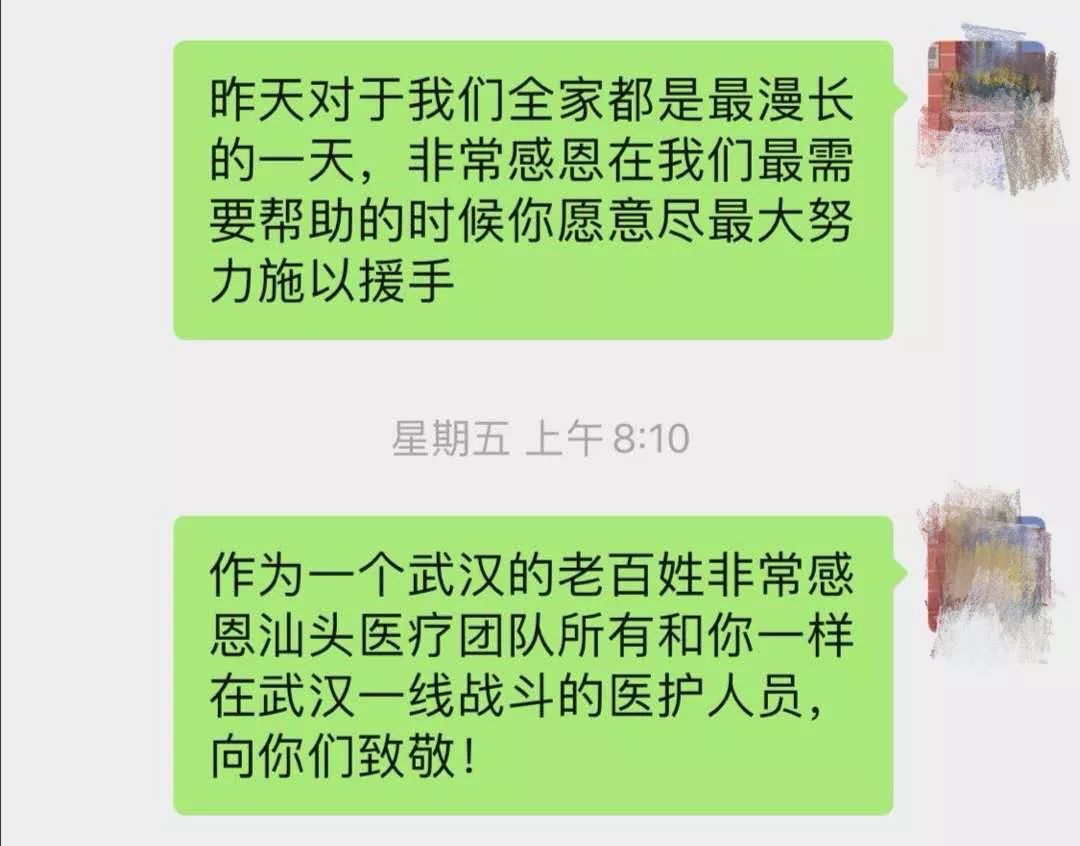 昨天对于我们全家都是最漫长
的一天，非常感恩在我们最需
要帮助的时候你愿意尽最大努
力施以援手
星期五 上午 8:10
作为一个武汉的老百姓非常感
恩汕头医疗团队所有和你一样
在武汉一线战斗的医护人员，
向你们致敬！